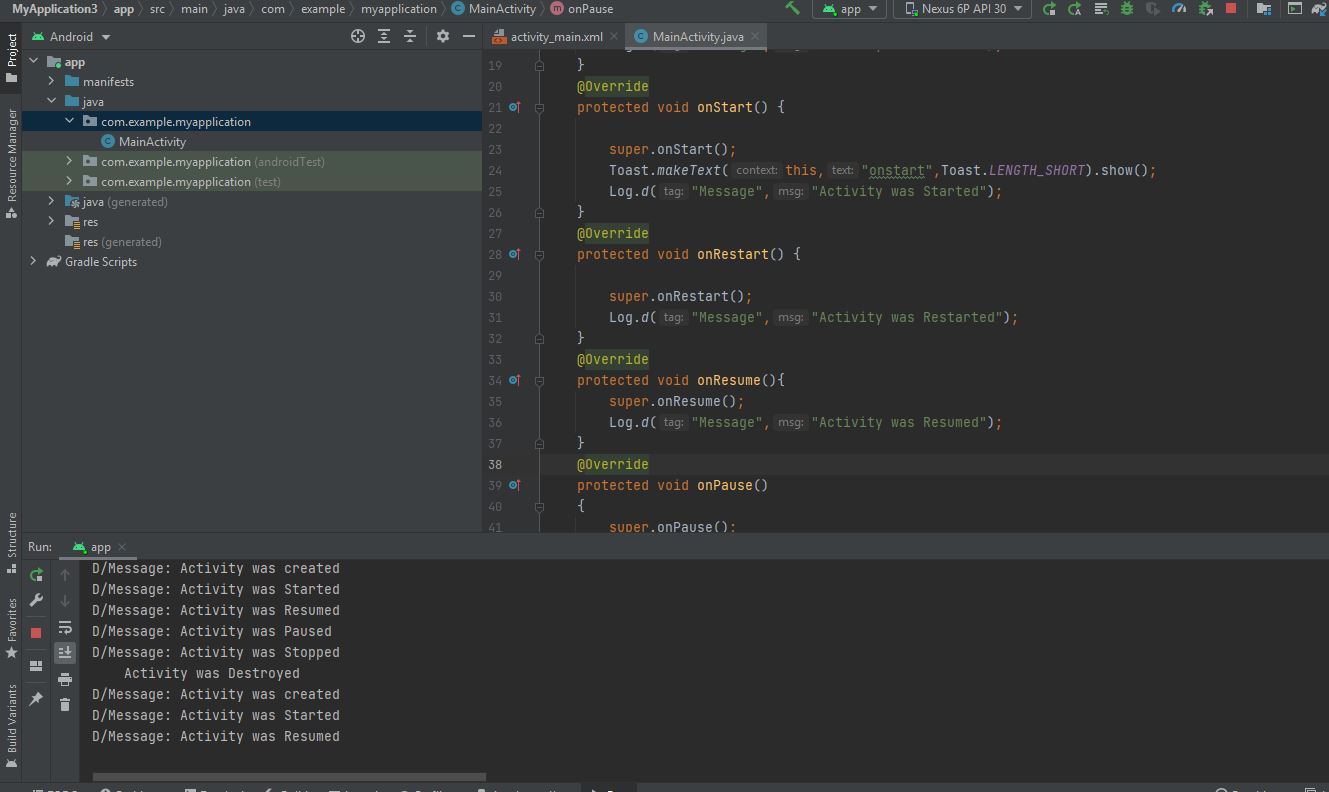 MyApplication3 app src main java com example myapplication MainActivity onPause
app Nexus 6P API 30
Android
activity_main.xml MainActivity.java
Project
Resource Manager
Structure
Favorites
Build Variants
app
manifests
java
com.example.myapplication
MainActivity
com.example.myapplication (androidTest)
com.example.myapplication (test)
java (generated)
res
res (generated)
Gradle Scripts
19 }
20 @Override
21 protected void onStart() {
22
23 super.onStart();
24 Toast.makeText( context: this, text: "onstart",Toast.LENGTH_SHORT).show();
25 Log.d( tag: "Message", msg: "Activity was Started");
26 }
27 @Override
28 protected void onRestart() {
29
30 super.onRestart();
31 Log.d( tag: "Message", msg: "Activity was Restarted");
32 }
33 @Override
34 protected void onResume(){
35 super.onResume();
36 Log.d( tag: "Message", msg: "Activity was Resumed");
37 }
38 @Override
39 protected void onPause()
40 {
41 super.onPause();
Run: app
D/Message: Activity was created
D/Message: Activity was Started
D/Message: Activity was Resumed
D/Message: Activity was Paused
D/Message: Activity was Stopped
Activity was Destroyed
D/Message: Activity was created
D/Message: Activity was Started
D/Message: Activity was Resumed